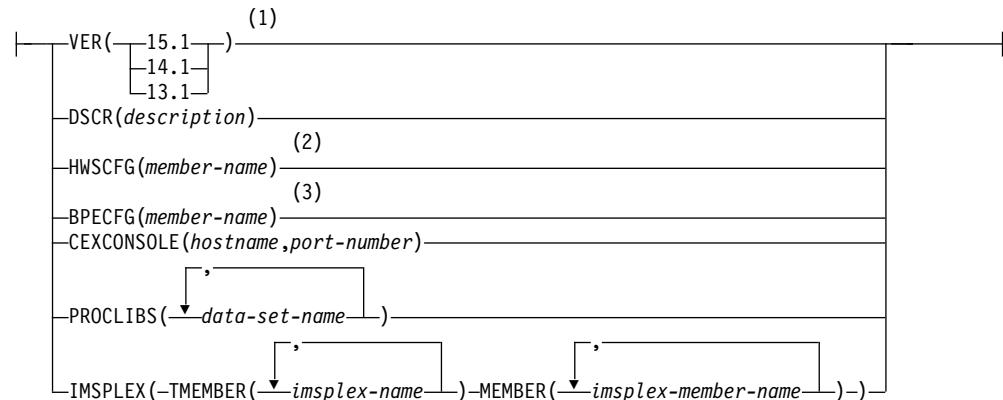 (1)
VER( 15.1 )
14.1
13.1
DSCR(description)
(2)
HWSCFG(member-name)
(3)
BPECFG(member-name)
CEXCONSOLE(hostname,port-number)
,
PROCLIBS( data-set-name )
, ,
IMSPLEX( TMEMBER( imsplex-name ) MEMBER( imsplex-member-name ) )